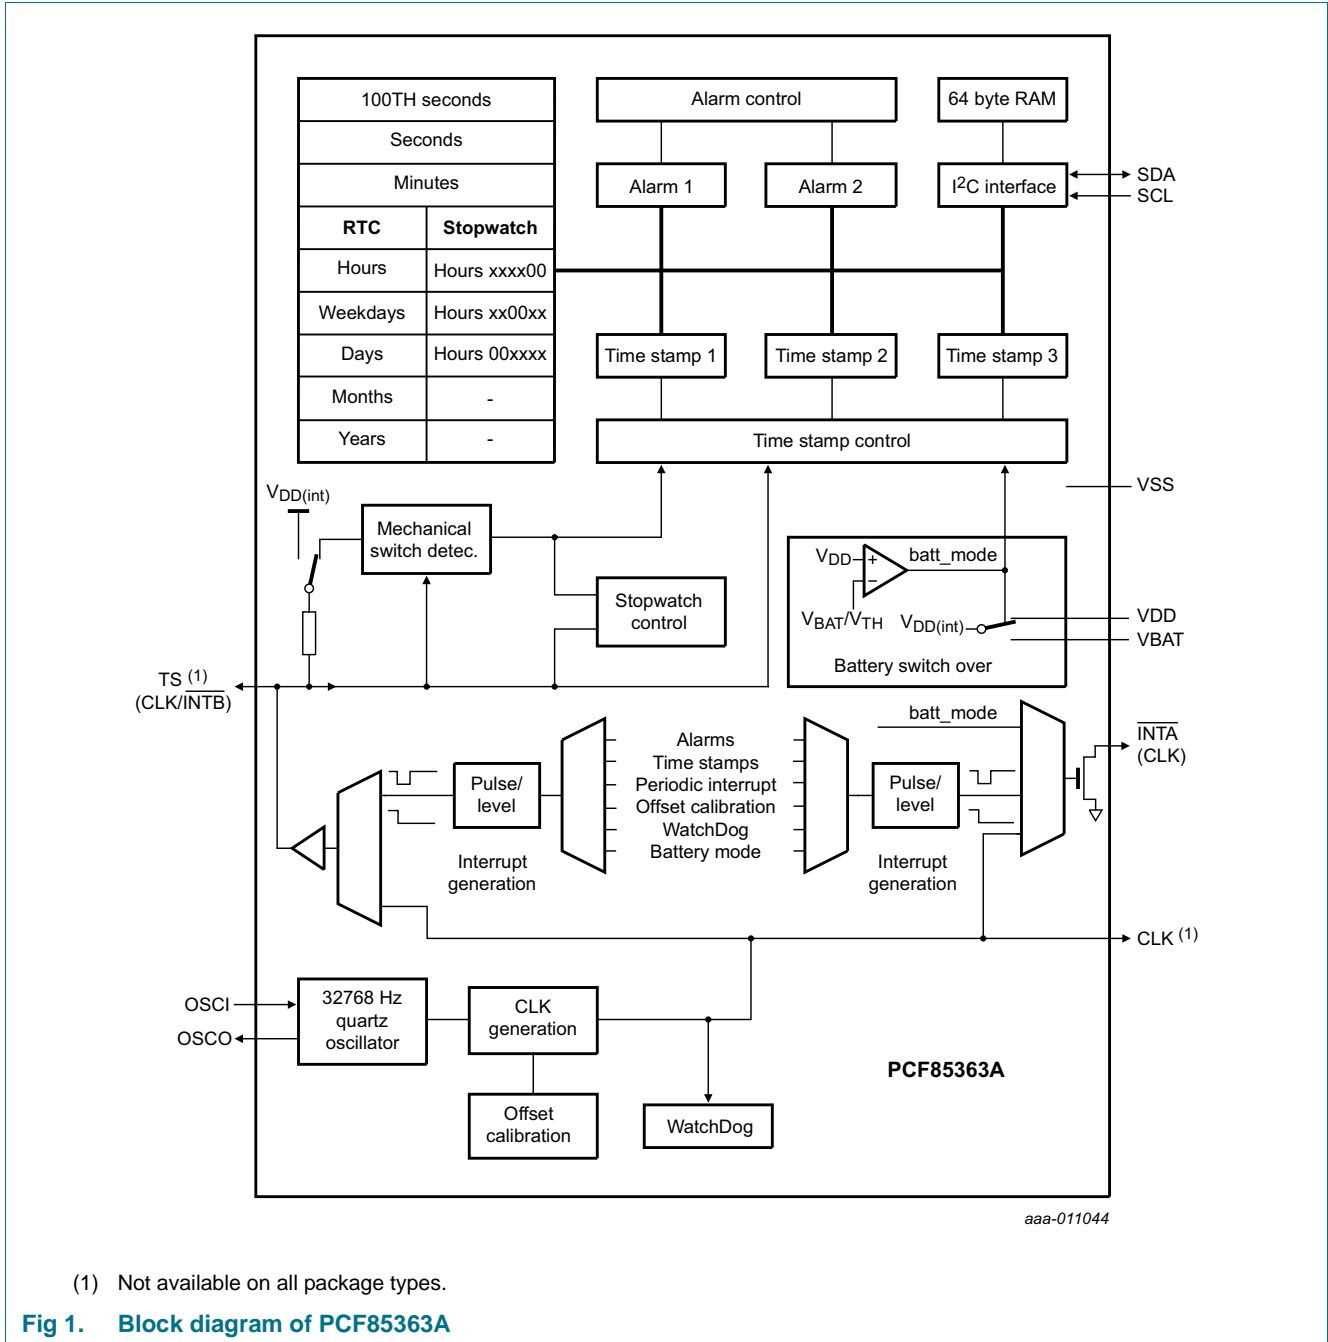 100TH seconds
Seconds
Minutes
RTC Stopwatch
Hours Hours xxxx00
Weekdays Hours xx00xx
Days Hours 00xxxx
Months -
Years -
Alarm control
64 byte RAM
Alarm 1
Alarm 2
I2C interface
SDA
SCL
Time stamp 1
Time stamp 2
Time stamp 3
Time stamp control
VSS
VDD(int)
Mechanical
switch detec.
Stopwatch
control
VDD
+
−
batt_mode
VBAT/VTH
VDD(int)
Battery switch over
VDD
VBAT
TS (1)
(CLK/INTB)
batt_mode
INTA
(CLK)
Pulse/
level
Interrupt
generation
Alarms
Time stamps
Periodic interrupt
Offset calibration
WatchDog
Battery mode
Pulse/
level
Interrupt
generation
CLK (1)
OSCI
OSCO
32768 Hz
quartz
oscillator
CLK
generation
Offset
calibration
WatchDog
PCF85363A
aaa-011044
(1) Not available on all package types.
Fig 1. Block diagram of PCF85363A